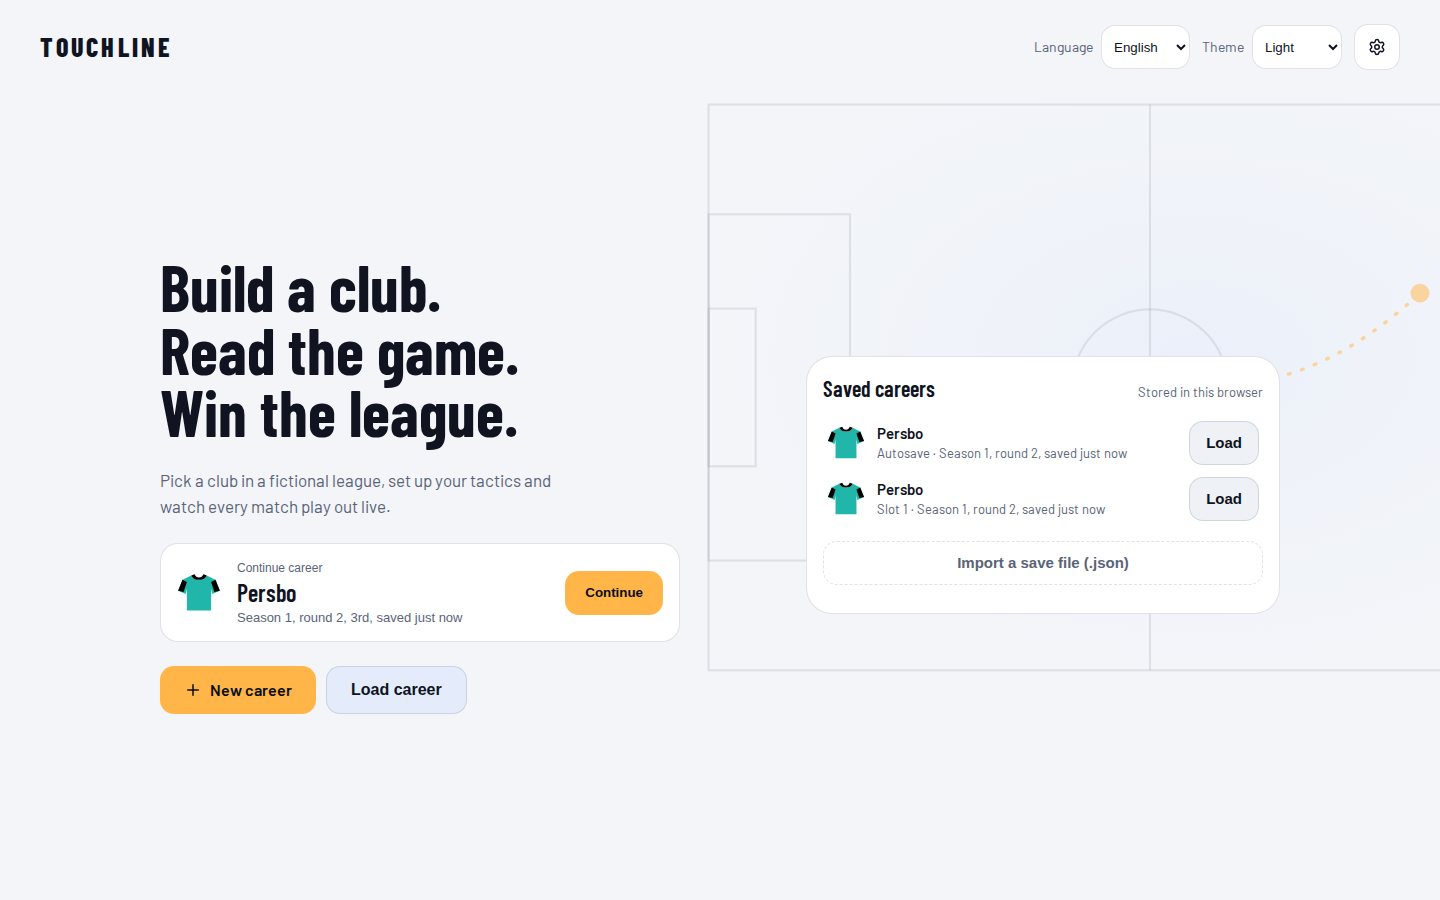 TOUCHLINE
Language English Theme Light
Build a club.
Read the game.
Win the league.
Pick a club in a fictional league, set up your tactics and
watch every match play out live.
Continue career
Persbo
Season 1, round 2, 3rd, saved just now
Continue
New career
Load career
Saved careers
Stored in this browser
Persbo
Autosave · Season 1, round 2, saved just now
Load
Persbo
Slot 1 · Season 1, round 2, saved just now
Load
Import a save file (.json)